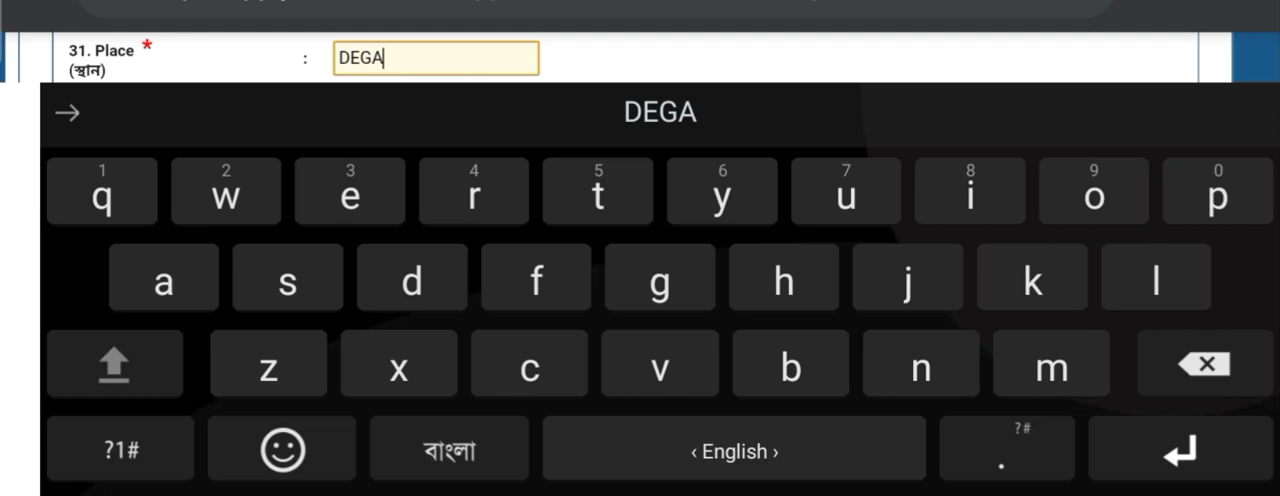 31. Place *
(স্থান)
:
DEGA
→ DEGA
1 2 3 4 5 6 7 8 9 0
q w e r t y u i o p
a s d f g h j k l
z x c v b n m
?#
?1# বাংলা ‹ English › .